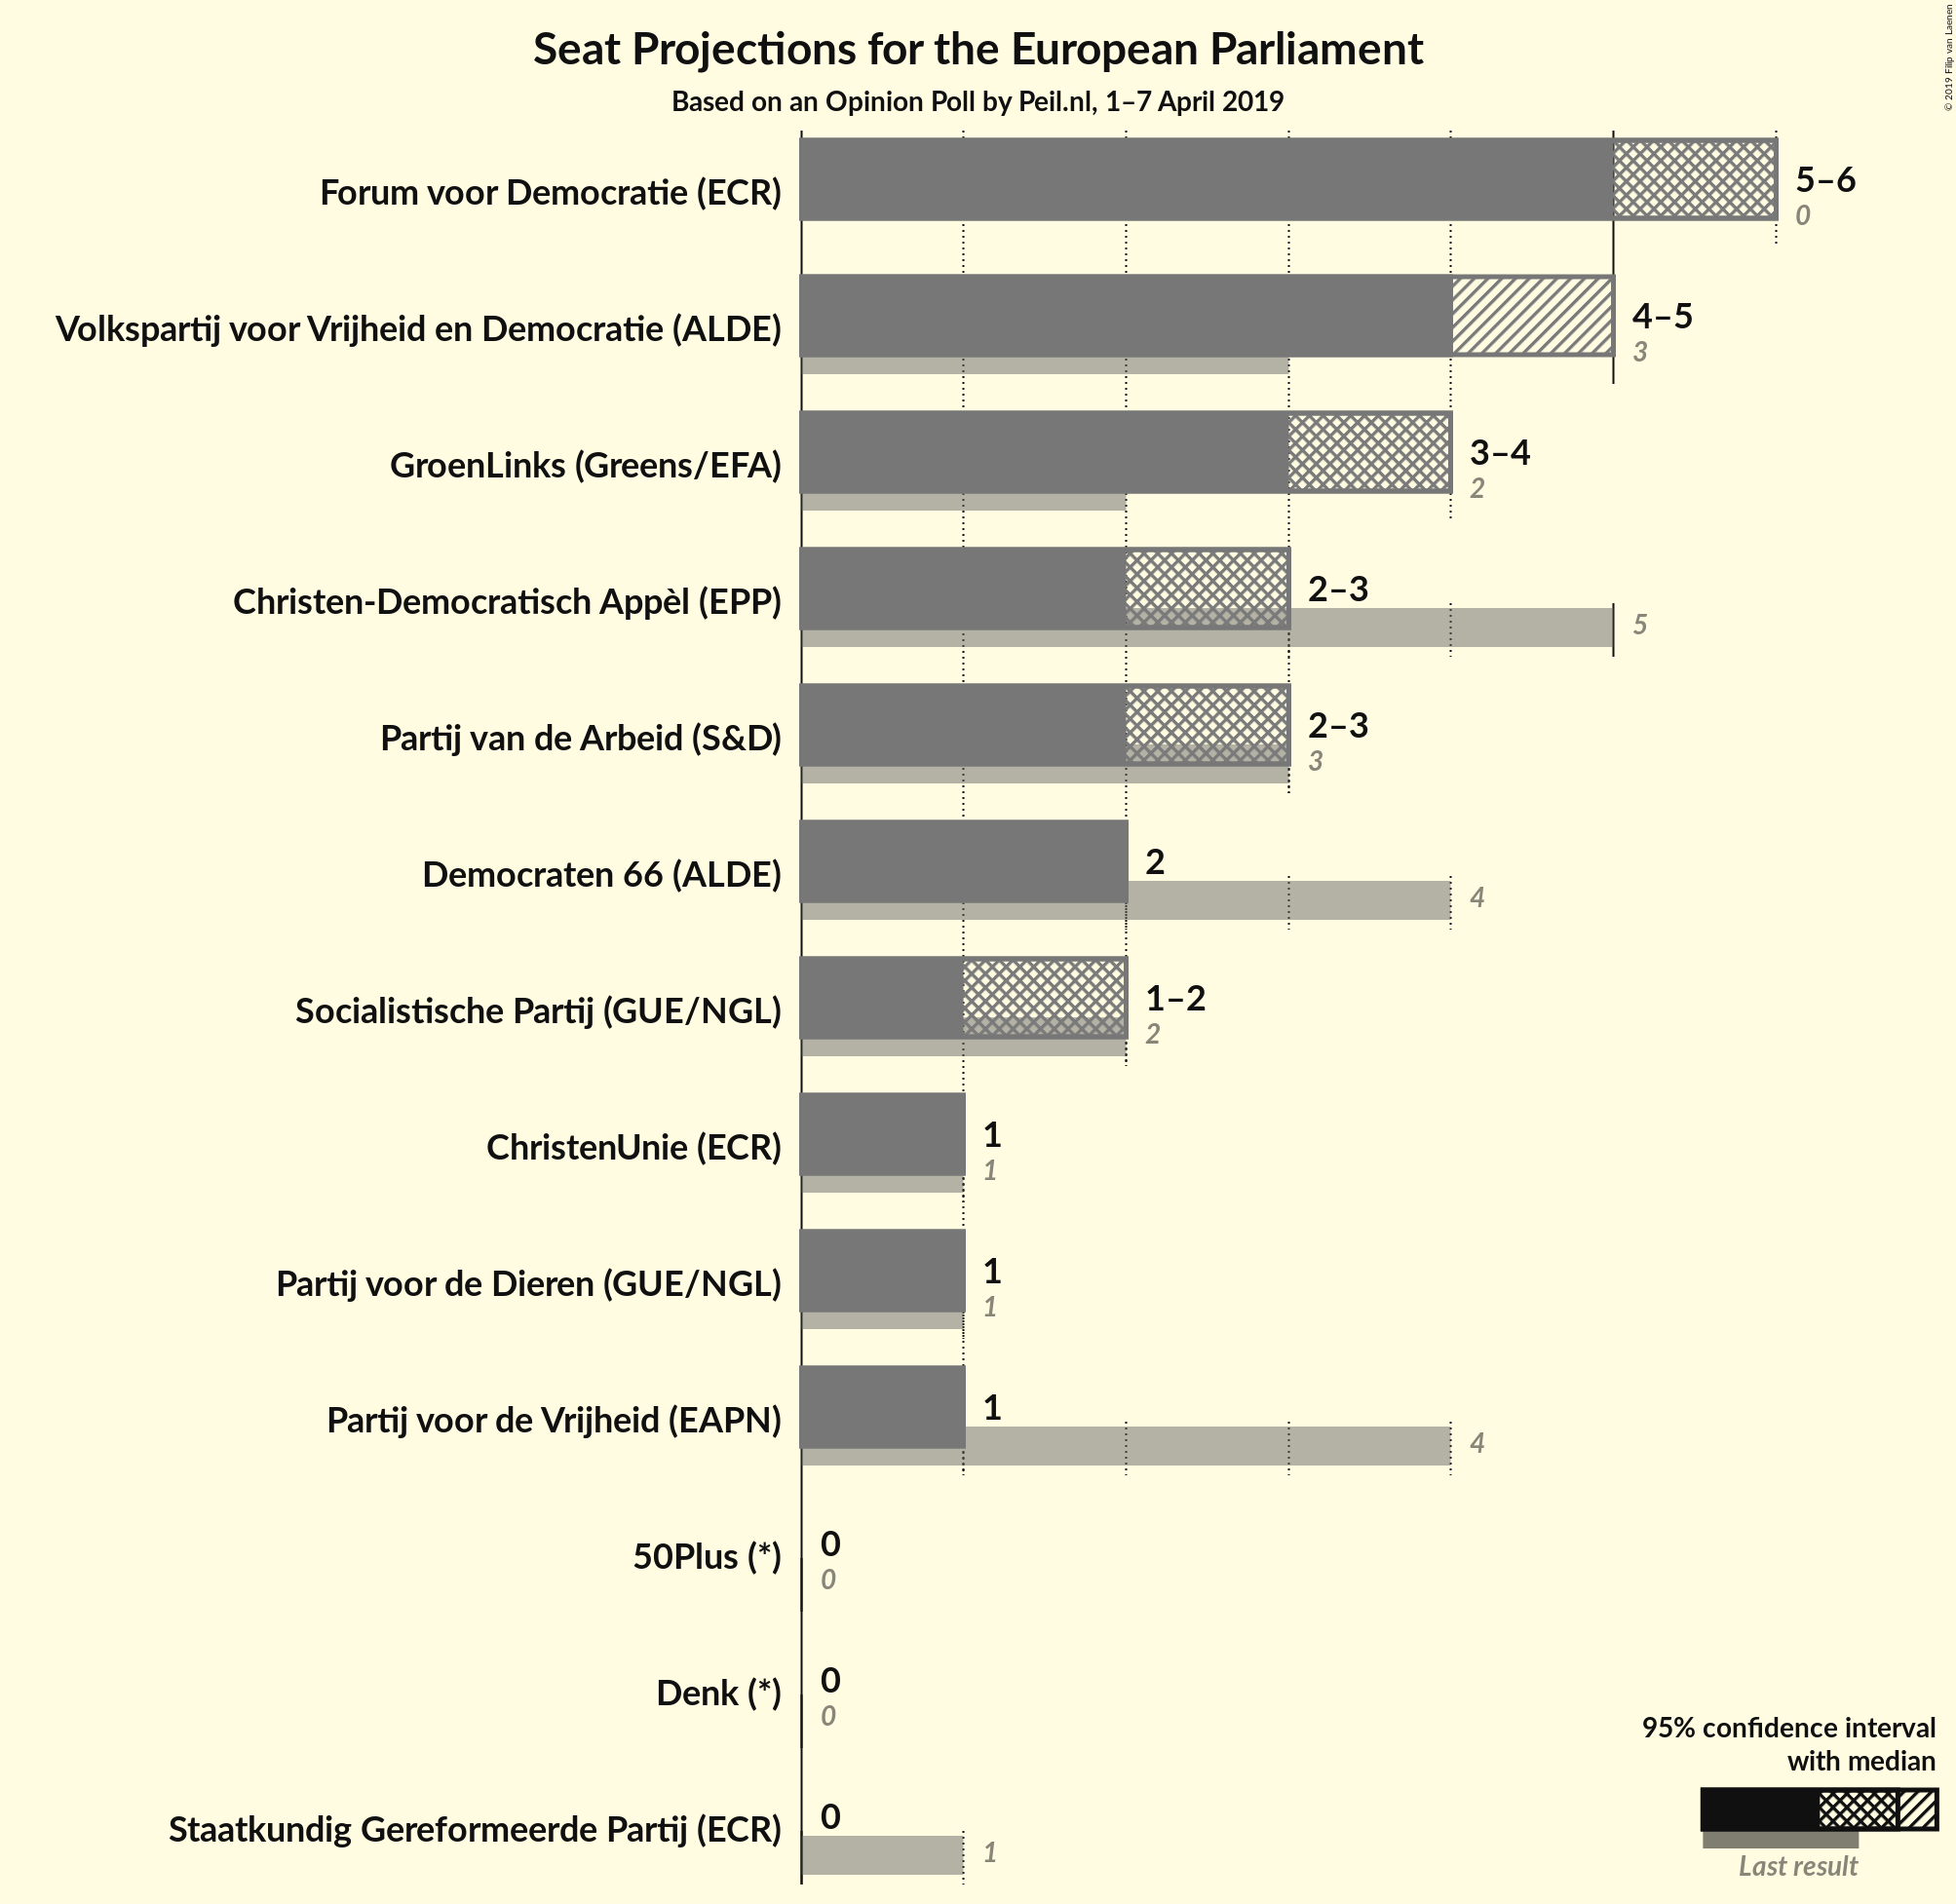 Seat Projections for the European Parliament
Based on an Opinion Poll by Peil.nl, 1–7 April 2019
© 2019 Filip van Laenen
Forum voor Democratie (ECR)
5–6
0
Volkspartij voor Vrijheid en Democratie (ALDE)
4–5
3
GroenLinks (Greens/EFA)
3–4
2
Christen-Democratisch Appèl (EPP)
2–3
5
Partij van de Arbeid (S&D)
2–3
3
Democraten 66 (ALDE)
2
4
Socialistische Partij (GUE/NGL)
1–2
2
ChristenUnie (ECR)
1
1
Partij voor de Dieren (GUE/NGL)
1
1
Partij voor de Vrijheid (EAPN)
1
4
50Plus (*)
0
0
Denk (*)
0
0
Staatkundig Gereformeerde Partij (ECR)
0
1
95% confidence interval
with median
Last result